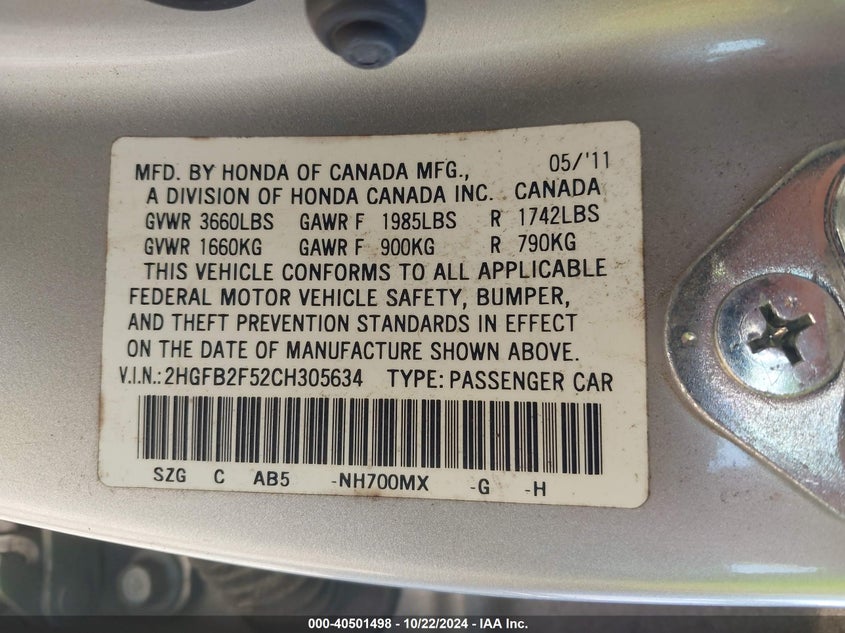 MFD. BY HONDA OF CANADA MFG., 05/'11
A DIVISION OF HONDA CANADA INC. CANADA
GVWR 3660LBS GAWR F 1985LBS R 1742LBS
GVWR 1660KG GAWR F 900KG R 790KG
THIS VEHICLE CONFORMS TO ALL APPLICABLE
FEDERAL MOTOR VEHICLE SAFETY, BUMPER,
AND THEFT PREVENTION STANDARDS IN EFFECT
ON THE DATE OF MANUFACTURE SHOWN ABOVE.
V.I.N.: 2HGFB2F52CH305634 TYPE: PASSENGER CAR
SZG C AB5 -NH700MX -G -H
000-40501498 - 10/22/2024 - IAA Inc.